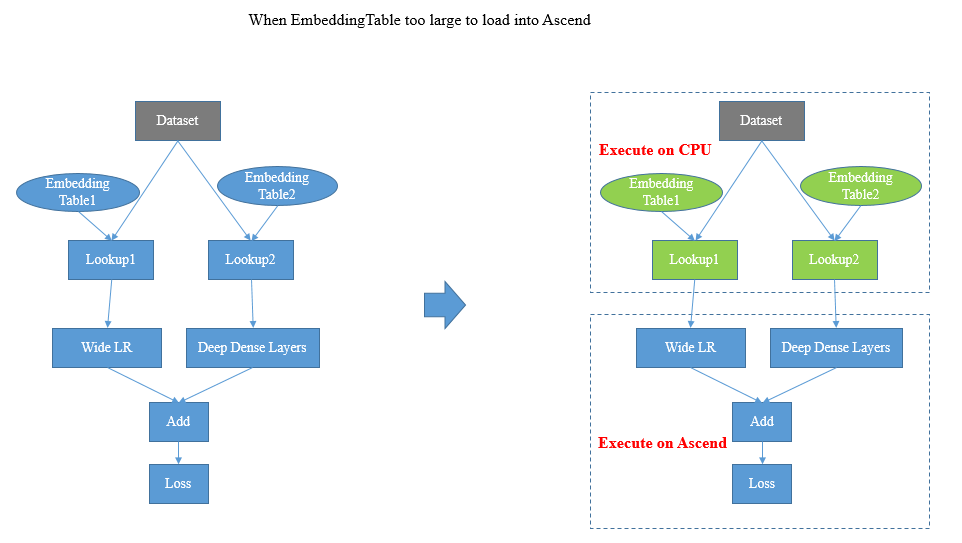 When EmbeddingTable too large to load into Ascend
Dataset
Embedding
Table1
Embedding
Table2
Lookup1
Lookup2
Wide LR
Deep Dense Layers
Add
Loss
Dataset
Execute on CPU
Embedding
Table1
Embedding
Table2
Lookup1
Lookup2
Wide LR
Deep Dense Layers
Add
Execute on Ascend
Loss